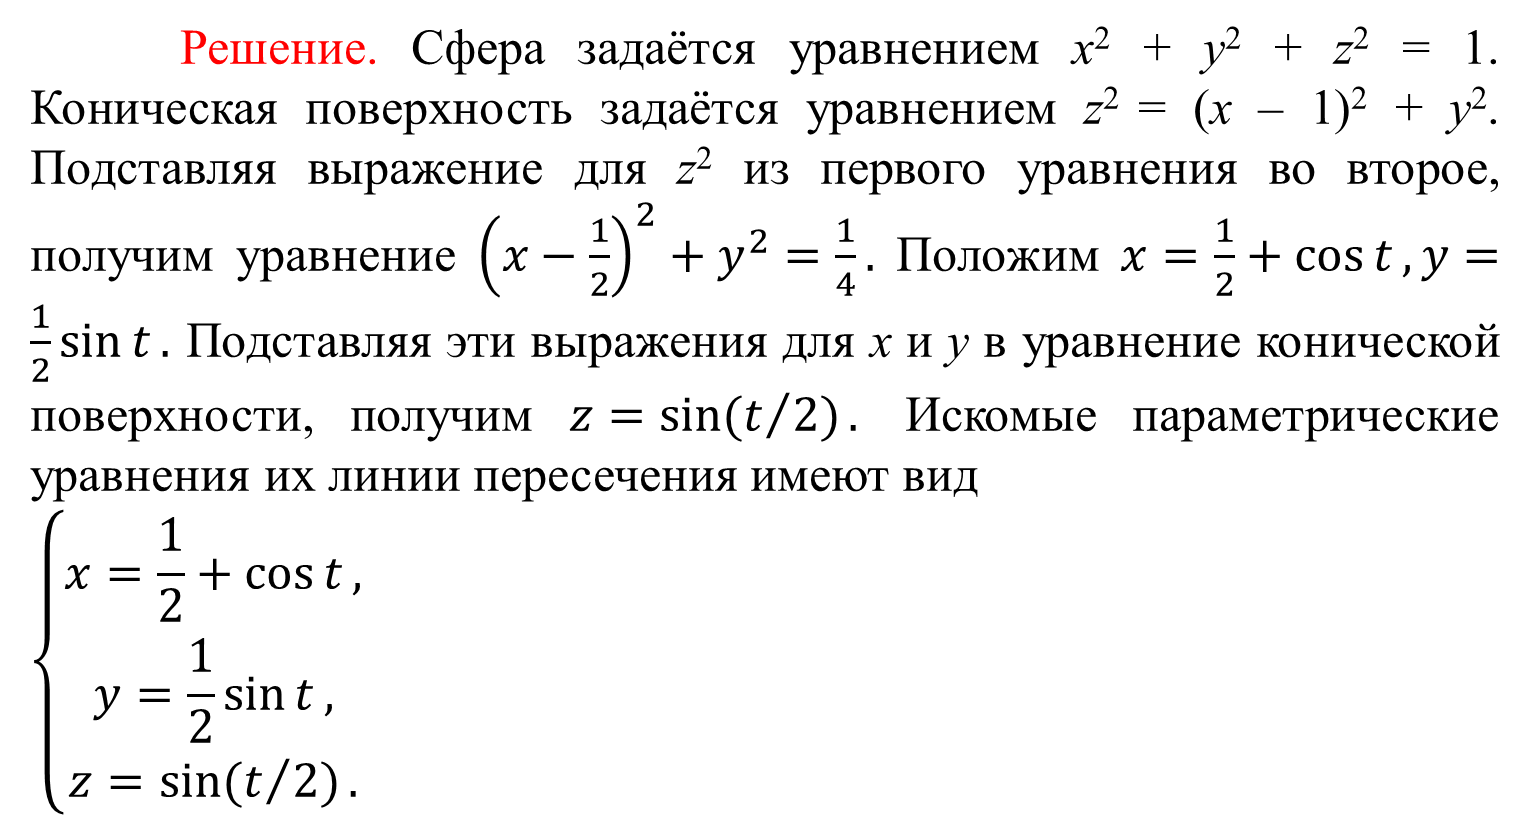 Решение. Сфера задаётся уравнением x² + y² + z² = 1.
Коническая поверхность задаётся уравнением z² = (x – 1)² + y².
Подставляя выражение для z² из первого уравнения во второе,
получим уравнение (x − 1/2)² + y² = 1/4. Положим x = 1/2 + cos t, y =
1/2 sin t. Подставляя эти выражения для x и y в уравнение конической
поверхности, получим z = sin(t/2). Искомые параметрические
уравнения их линии пересечения имеют вид
x = 1/2 + cos t,
y = 1/2 sin t,
z = sin(t/2).